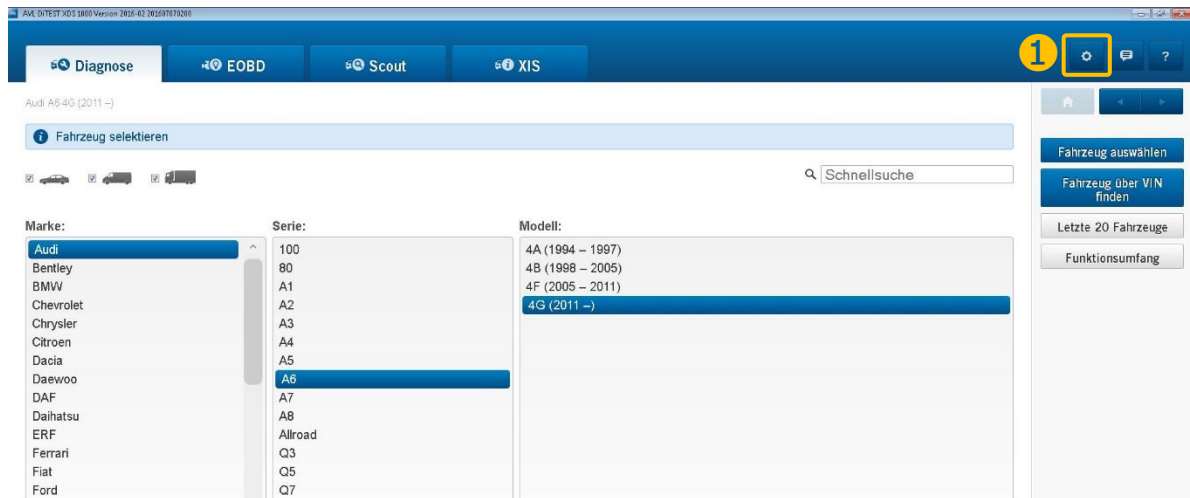 AVL DiTEST XDS 1000 Version 2016-02 201607070200
Diagnose EOBD Scout XIS
1
?
Audi A6 4G (2011 –)
Fahrzeug selektieren
Schnellsuche
Fahrzeug auswählen
Fahrzeug über VIN
finden
Letzte 20 Fahrzeuge
Funktionsumfang
Marke:
Audi
Bentley
BMW
Chevrolet
Chrysler
Citroen
Dacia
Daewoo
DAF
Daihatsu
ERF
Ferrari
Fiat
Ford
Serie:
100
80
A1
A2
A3
A4
A5
A6
A7
A8
Allroad
Q3
Q5
Q7
Modell:
4A (1994 – 1997)
4B (1998 – 2005)
4F (2005 – 2011)
4G (2011 –)